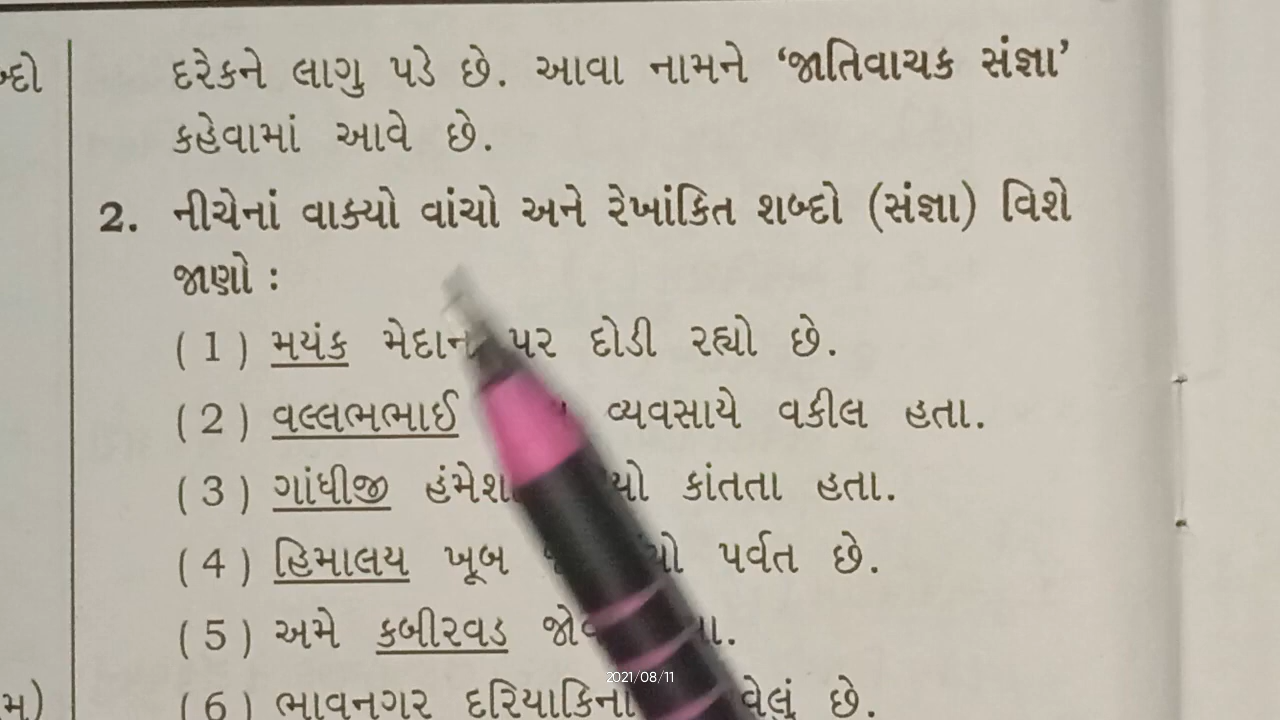 દરેકને લાગુ પડે છે. આવા નામને ‘જાતિવાચક સંજ્ઞા’
કહેવામાં આવે છે.
2. નીચેનાં વાક્યો વાંચો અને રેખાંકિત શબ્દો (સંજ્ઞા) વિશે
જાણો :
(1) મયંક મેદાન પર દોડી રહ્યો છે.
(2) વલ્લભભાઈ વ્યવસાયે વકીલ હતા.
(3) ગાંધીજી કાંતતા હતા.
(4) હિમાલય ખૂબ પર્વત છે.
(5) અમે કબીરવડ
(6) ભાવનગર છે.
2021/08/11